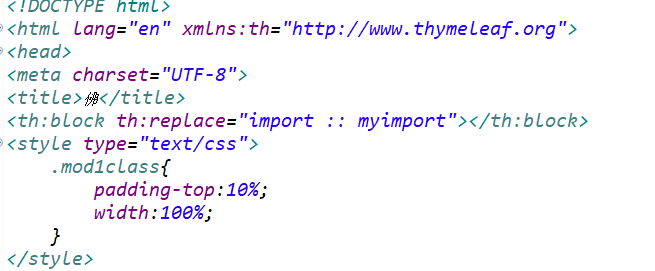 <!DOCTYPE html>
<html lang="en" xmlns:th="http://www.thymeleaf.org">
<head>
<meta charset="UTF-8">
<title></title>
<th:block th:replace="import :: myimport"></th:block>
<style type="text/css">
    .mod1class{
        padding-top:10%;
        width:100%;
    }
</style>